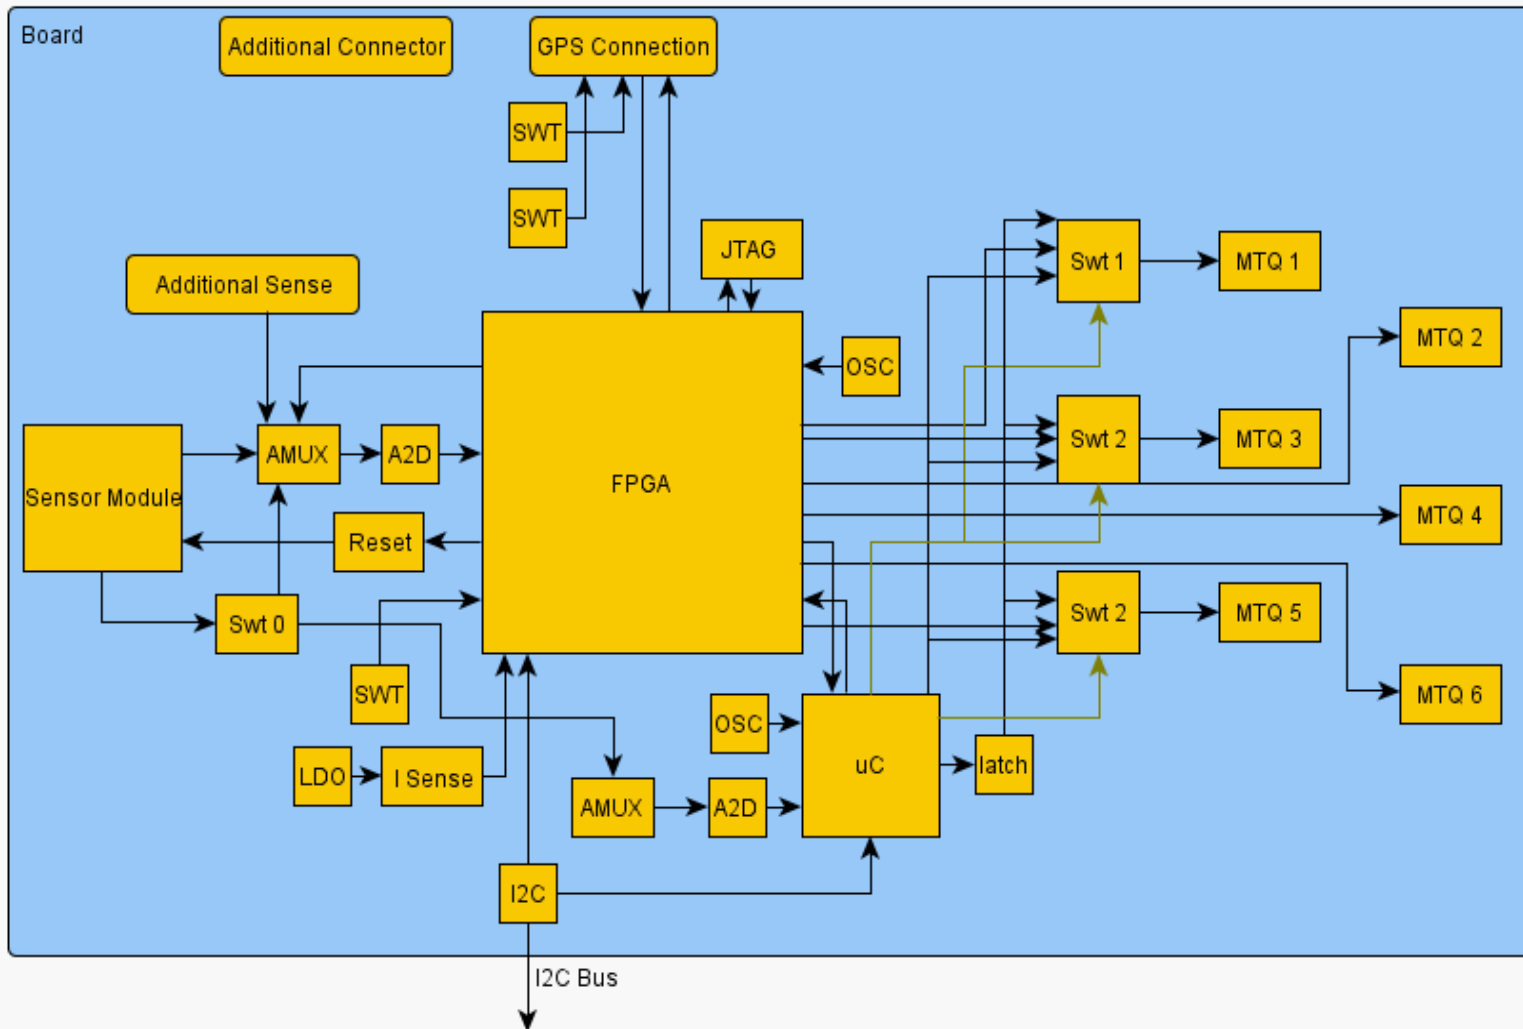 Board
Additional Connector
GPS Connection
SWT
SWT
JTAG
Additional Sense
Swt 1
MTQ 1
MTQ 2
OSC
Sensor Module
AMUX
A2D
FPGA
Swt 2
MTQ 3
MTQ 4
Reset
Swt 0
Swt 2
MTQ 5
SWT
MTQ 6
OSC
LDO
I Sense
uC
latch
AMUX
A2D
I2C
I2C Bus